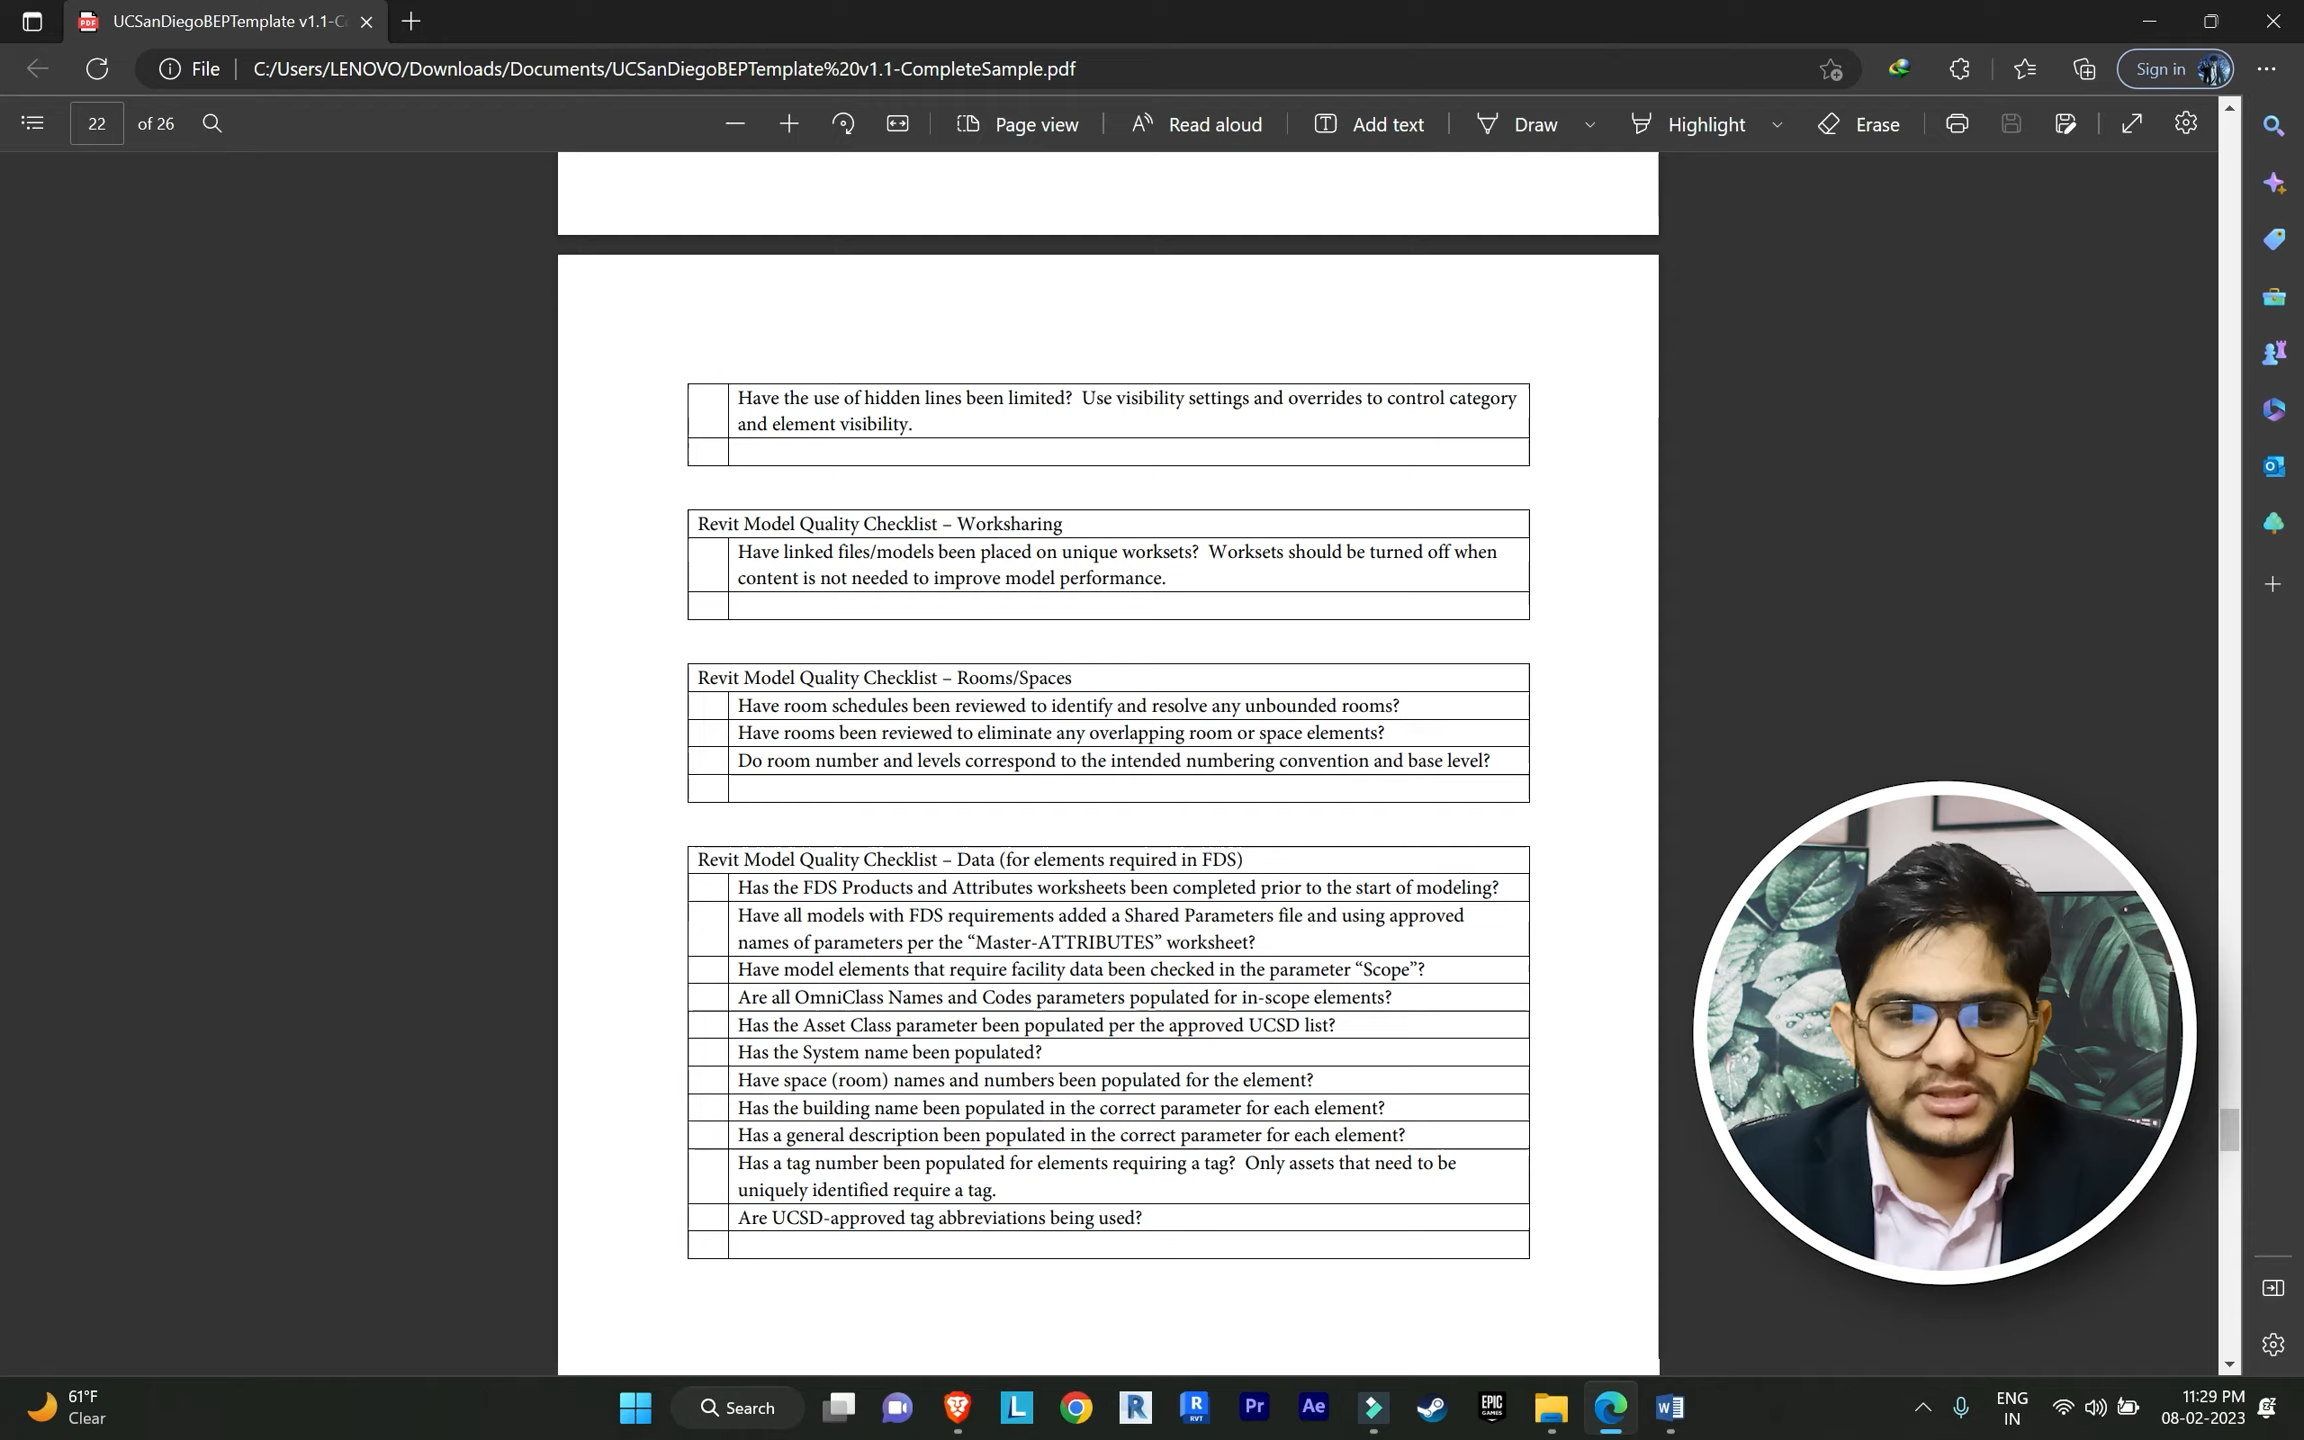 UCSanDiegoBEPTemplate v1.1-C
File
C:/Users/LENOVO/Downloads/Documents/UCSanDiegoBEPTemplate%20v1.1-CompleteSample.pdf
Sign in
22 of 26
Page view
Read aloud
Add text
Draw
Highlight
Erase
Have the use of hidden lines been limited? Use visibility settings and overrides to control category
and element visibility.
Revit Model Quality Checklist – Worksharing
Have linked files/models been placed on unique worksets? Worksets should be turned off when
content is not needed to improve model performance.
Revit Model Quality Checklist – Rooms/Spaces
Have room schedules been reviewed to identify and resolve any unbounded rooms?
Have rooms been reviewed to eliminate any overlapping room or space elements?
Do room number and levels correspond to the intended numbering convention and base level?
Revit Model Quality Checklist – Data (for elements required in FDS)
Has the FDS Products and Attributes worksheets been completed prior to the start of modeling?
Have all models with FDS requirements added a Shared Parameters file and using approved
names of parameters per the “Master-ATTRIBUTES” worksheet?
Have model elements that require facility data been checked in the parameter “Scope”?
Are all OmniClass Names and Codes parameters populated for in-scope elements?
Has the Asset Class parameter been populated per the approved UCSD list?
Has the System name been populated?
Have space (room) names and numbers been populated for the element?
Has the building name been populated in the correct parameter for each element?
Has a general description been populated in the correct parameter for each element?
Has a tag number been populated for elements requiring a tag? Only assets that need to be
uniquely identified require a tag.
Are UCSD-approved tag abbreviations being used?
61°F
Clear
Search
L
R
R
RVT
Pr
Ae
EPIC
GAMES
W
ENG
IN
11:29 PM
08-02-2023